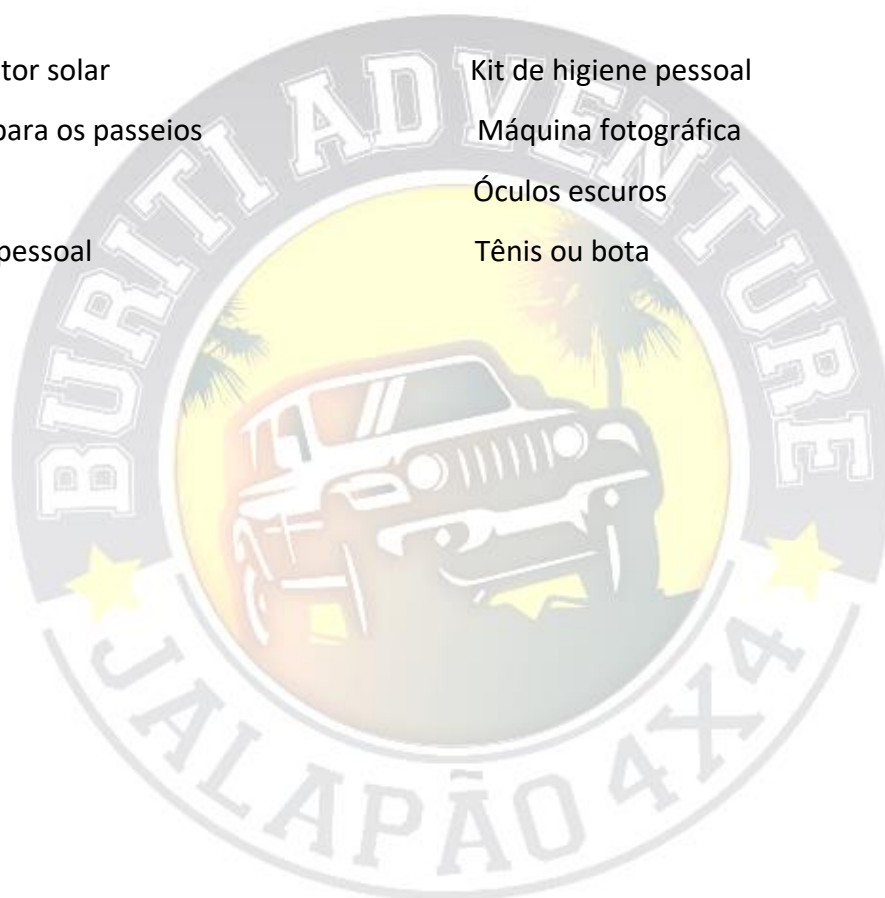 tor solar
Kit de higiene pessoal
para os passeios
Máquina fotográfica
Óculos escuros
pessoal
Tênis ou bota
BURITI ADVENTURE
JALAPÃO 4X4